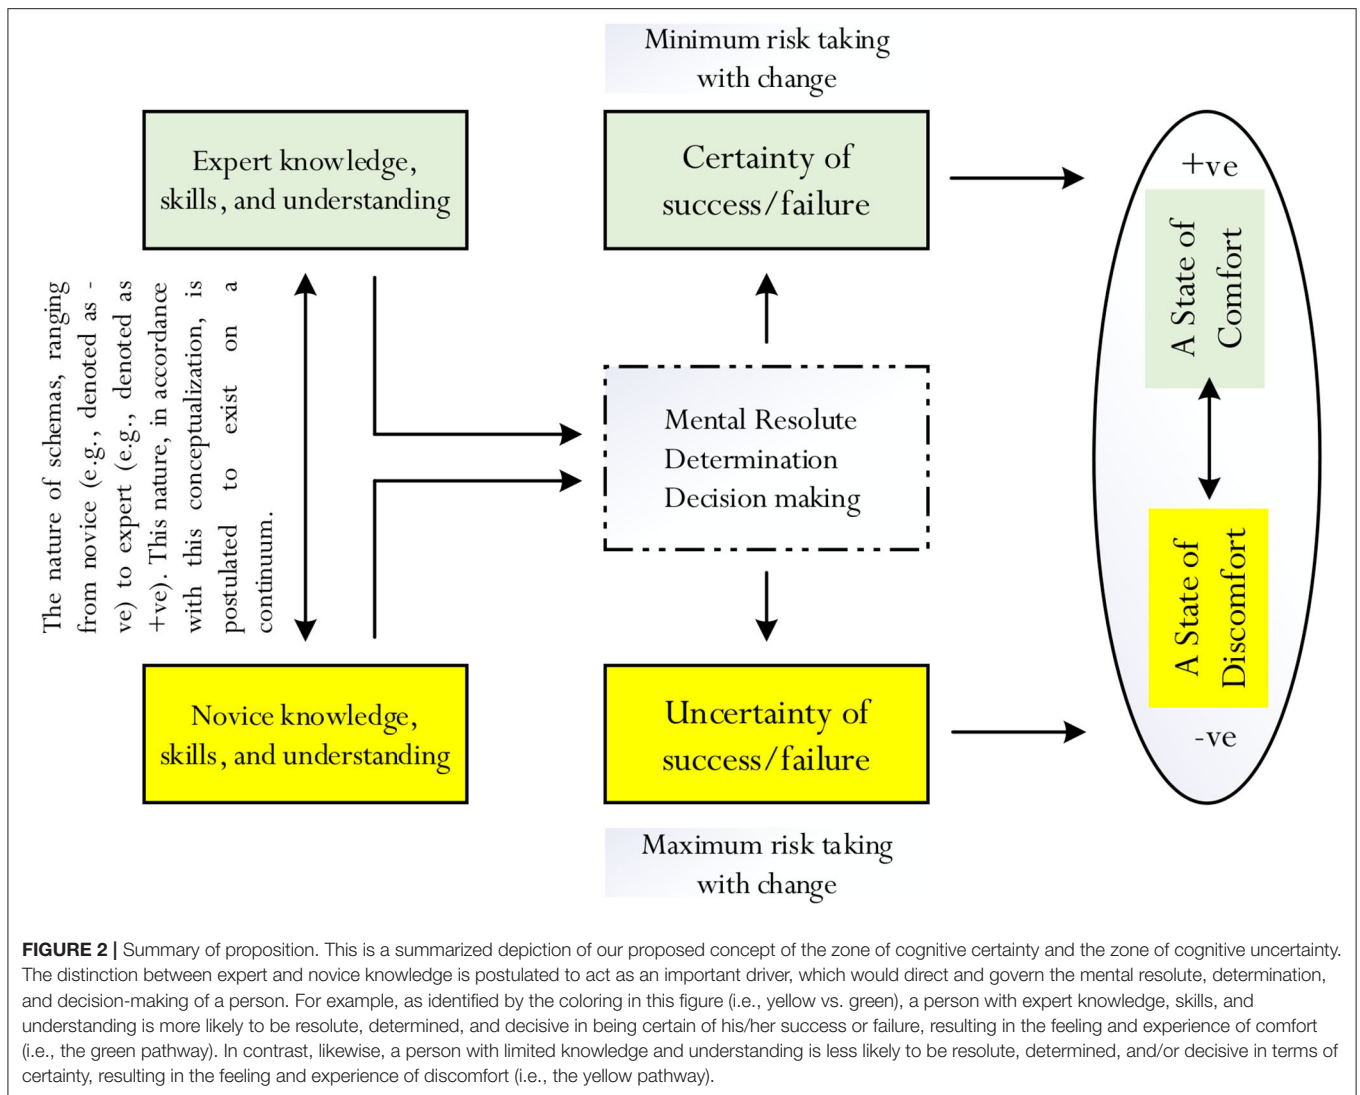 Minimum risk taking
with change
Expert knowledge,
skills, and understanding
Certainty of
success/failure
+ve
A State of
Comfort
The nature of schemas, ranging
from novice (e.g., denoted as -
ve) to expert (e.g., denoted as
+ve). This nature, in accordance
with this conceptualization, is
postulated to exist on a
continuum.
Mental Resolute
Determination
Decision making
A State of
Discomfort
-ve
Novice knowledge,
skills, and understanding
Uncertainty of
success/failure
Maximum risk taking
with change
FIGURE 2 | Summary of proposition. This is a summarized depiction of our proposed concept of the zone of cognitive certainty and the zone of cognitive uncertainty.
The distinction between expert and novice knowledge is postulated to act as an important driver, which would direct and govern the mental resolute, determination,
and decision-making of a person. For example, as identified by the coloring in this figure (i.e., yellow vs. green), a person with expert knowledge, skills, and
understanding is more likely to be resolute, determined, and decisive in being certain of his/her success or failure, resulting in the feeling and experience of comfort
(i.e., the green pathway). In contrast, likewise, a person with limited knowledge and understanding is less likely to be resolute, determined, and/or decisive in terms of
certainty, resulting in the feeling and experience of discomfort (i.e., the yellow pathway).